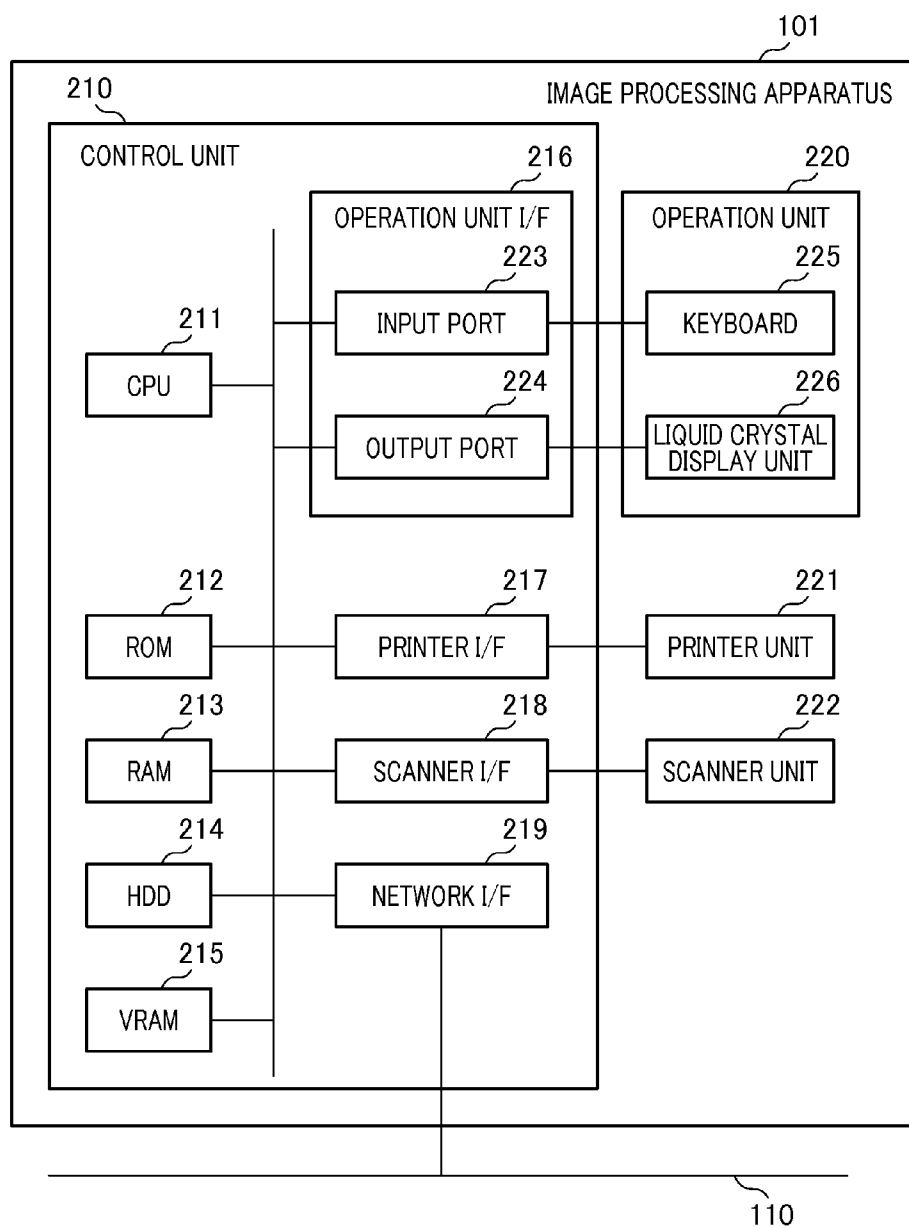 101
IMAGE PROCESSING APPARATUS
210
CONTROL UNIT
216
OPERATION UNIT I/F
220
OPERATION UNIT
223
INPUT PORT
225
KEYBOARD
211
CPU
224
OUTPUT PORT
226
LIQUID CRYSTAL
DISPLAY UNIT
212
ROM
217
PRINTER I/F
221
PRINTER UNIT
213
RAM
218
SCANNER I/F
222
SCANNER UNIT
214
HDD
219
NETWORK I/F
215
VRAM
110